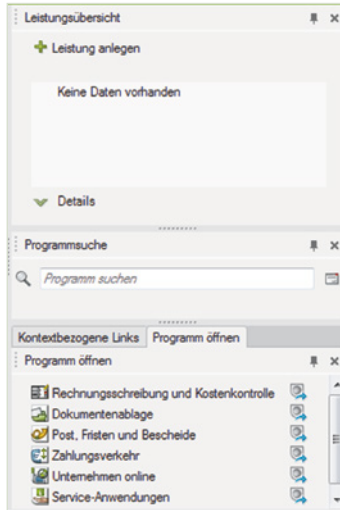 Leistungsübersicht
Leistung anlegen
Keine Daten vorhanden
Details
Programmsuche
Programm suchen
Kontextbezogene Links Programm öffnen
Programm öffnen
Rechnungsschreibung und Kostenkontrolle
Dokumentenablage
Post, Fristen und Bescheide
Zahlungsverkehr
Unternehmen online
Service-Anwendungen